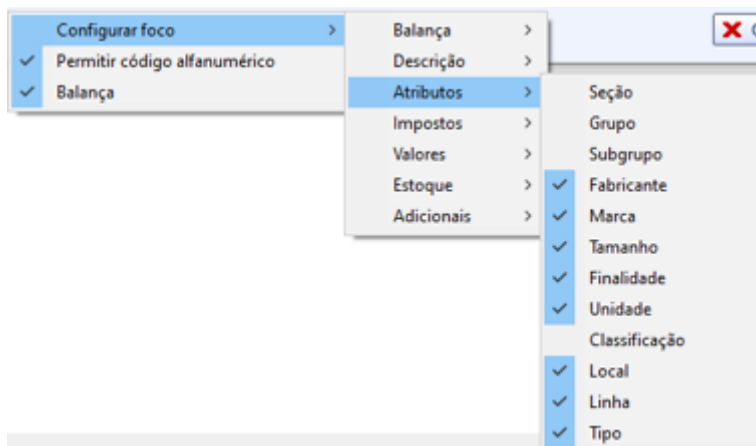 Configurar foco
Permitir código alfanumérico
Balança
Balança
Descrição
Atributos
Impostos
Valores
Estoque
Adicionais
Seção
Grupo
Subgrupo
Fabricante
Marca
Tamanho
Finalidade
Unidade
Classificação
Local
Linha
Tipo